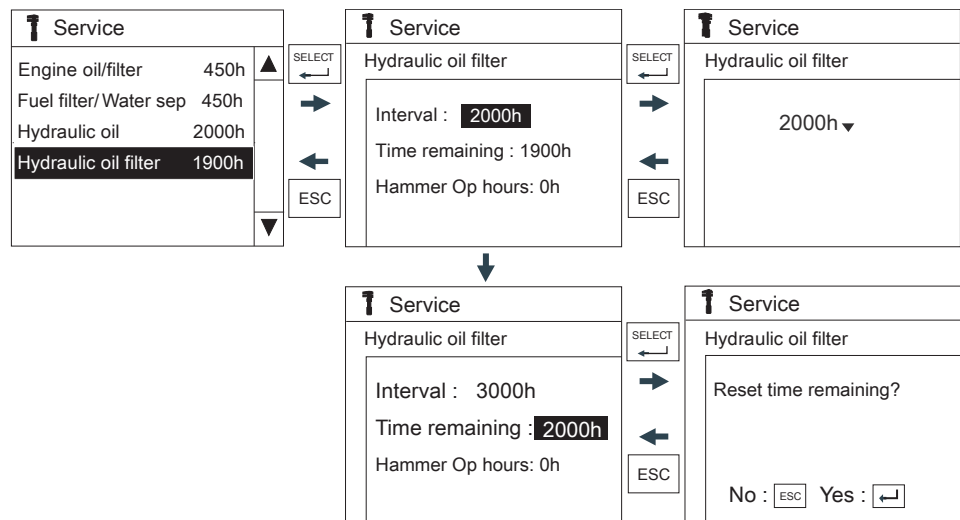 Service
Engine oil/filter 450h
Fuel filter/ Water sep 450h
Hydraulic oil 2000h
Hydraulic oil filter 1900h
SELECT
ESC
Service
Hydraulic oil filter
Interval : 2000h
Time remaining : 1900h
Hammer Op hours: 0h
SELECT
ESC
Service
Hydraulic oil filter
2000h
Service
Hydraulic oil filter
Interval : 3000h
Time remaining : 2000h
Hammer Op hours: 0h
SELECT
ESC
Service
Hydraulic oil filter
Reset time remaining?
No : ESC Yes :